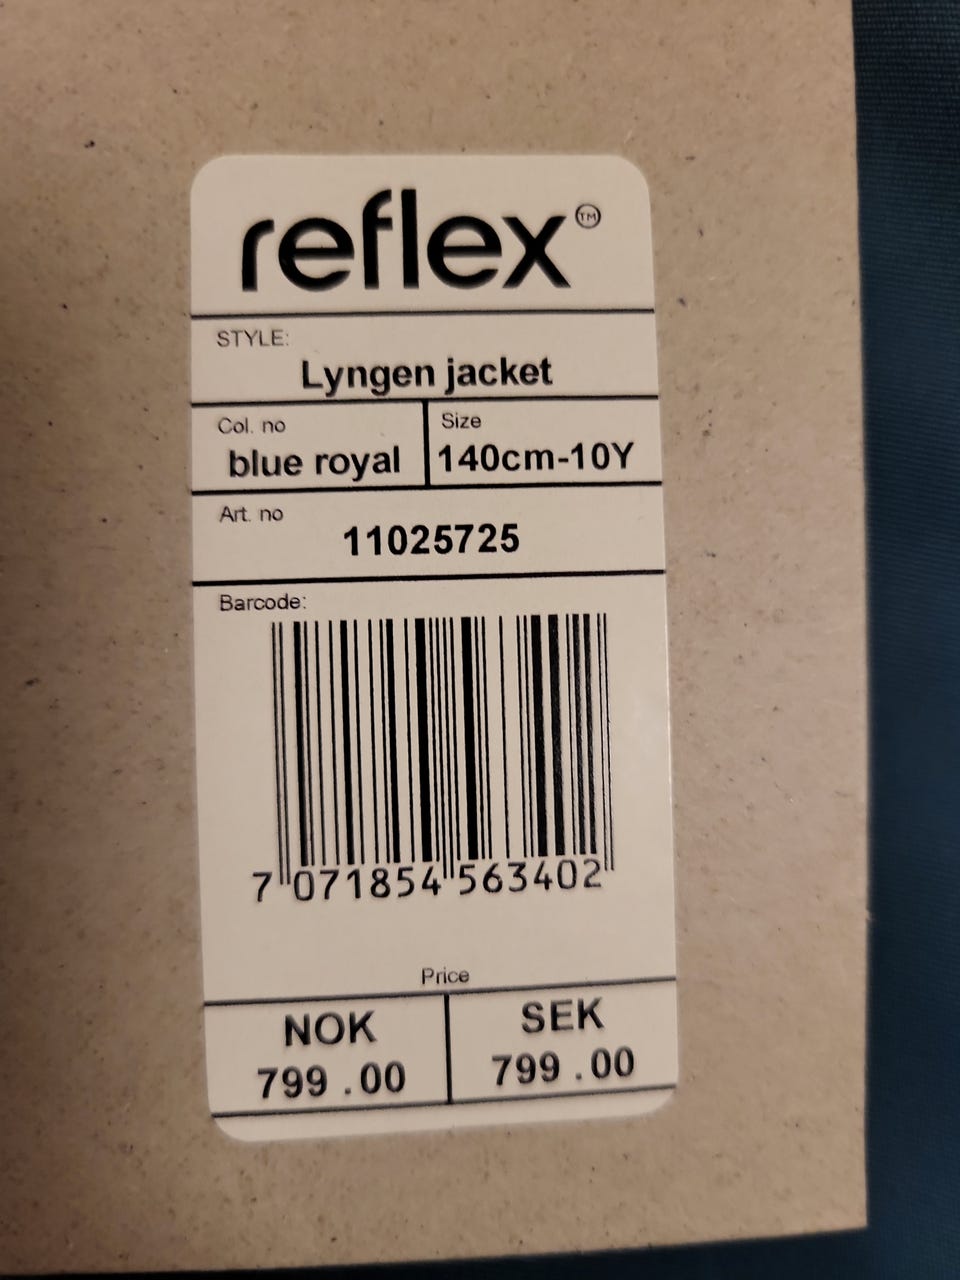 reflex™
STYLE:
Lyngen jacket
Col. no
blue royal
Size
140cm-10Y
Art. no
11025725
Barcode:
7 071854 563402
Price
NOK
799 .00
SEK
799 .00